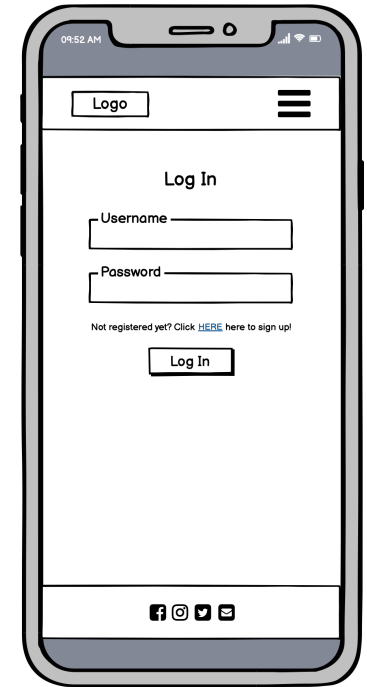 09:52 AM
Logo
Log In
Username
Password
Not registered yet? Click HERE here to sign up!
Log In